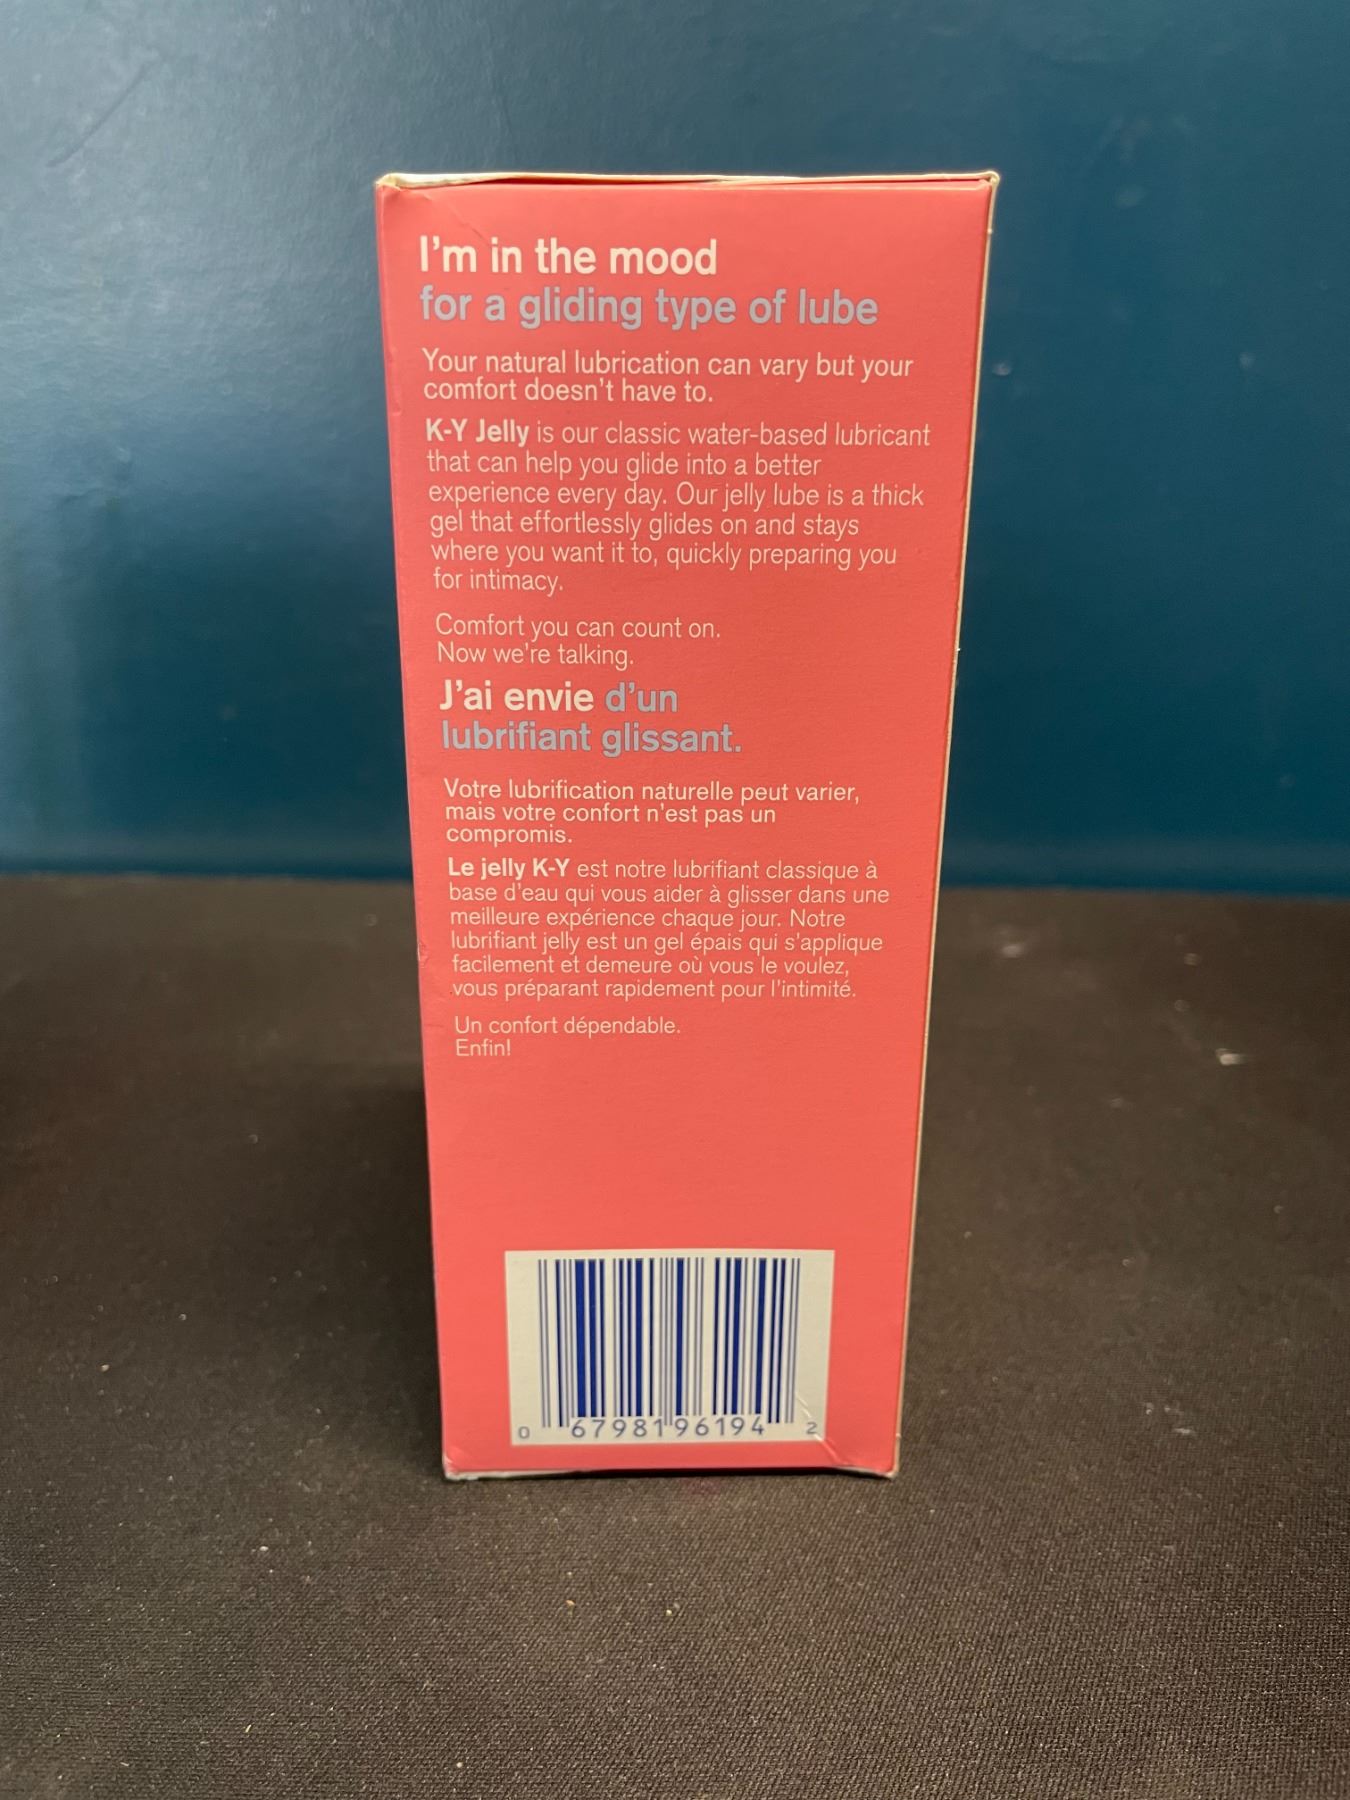 I'm in the mood
for a gliding type of lube
Your natural lubrication can vary but your
comfort doesn't have to.
K-Y Jelly is our classic water-based lubricant
that can help you glide into a better
experience every day. Our jelly lube is a thick
gel that effortlessly glides on and stays
where you want it to, quickly preparing you
for intimacy.
Comfort you can count on.
Now we're talking.
J'ai envie d'un
lubrifiant glissant.
Votre lubrification naturelle peut varier,
mais votre confort n'est pas un
compromis.
Le jelly K-Y est notre lubrifiant classique à
base d'eau qui vous aider à glisser dans une
meilleure expérience chaque jour. Notre
lubrifiant jelly est un gel épais qui s'applique
facilement et demeure où vous le voulez,
vous préparant rapidement pour l'intimité.
Un confort dépendable.
Enfin!
0 67981 96194 2